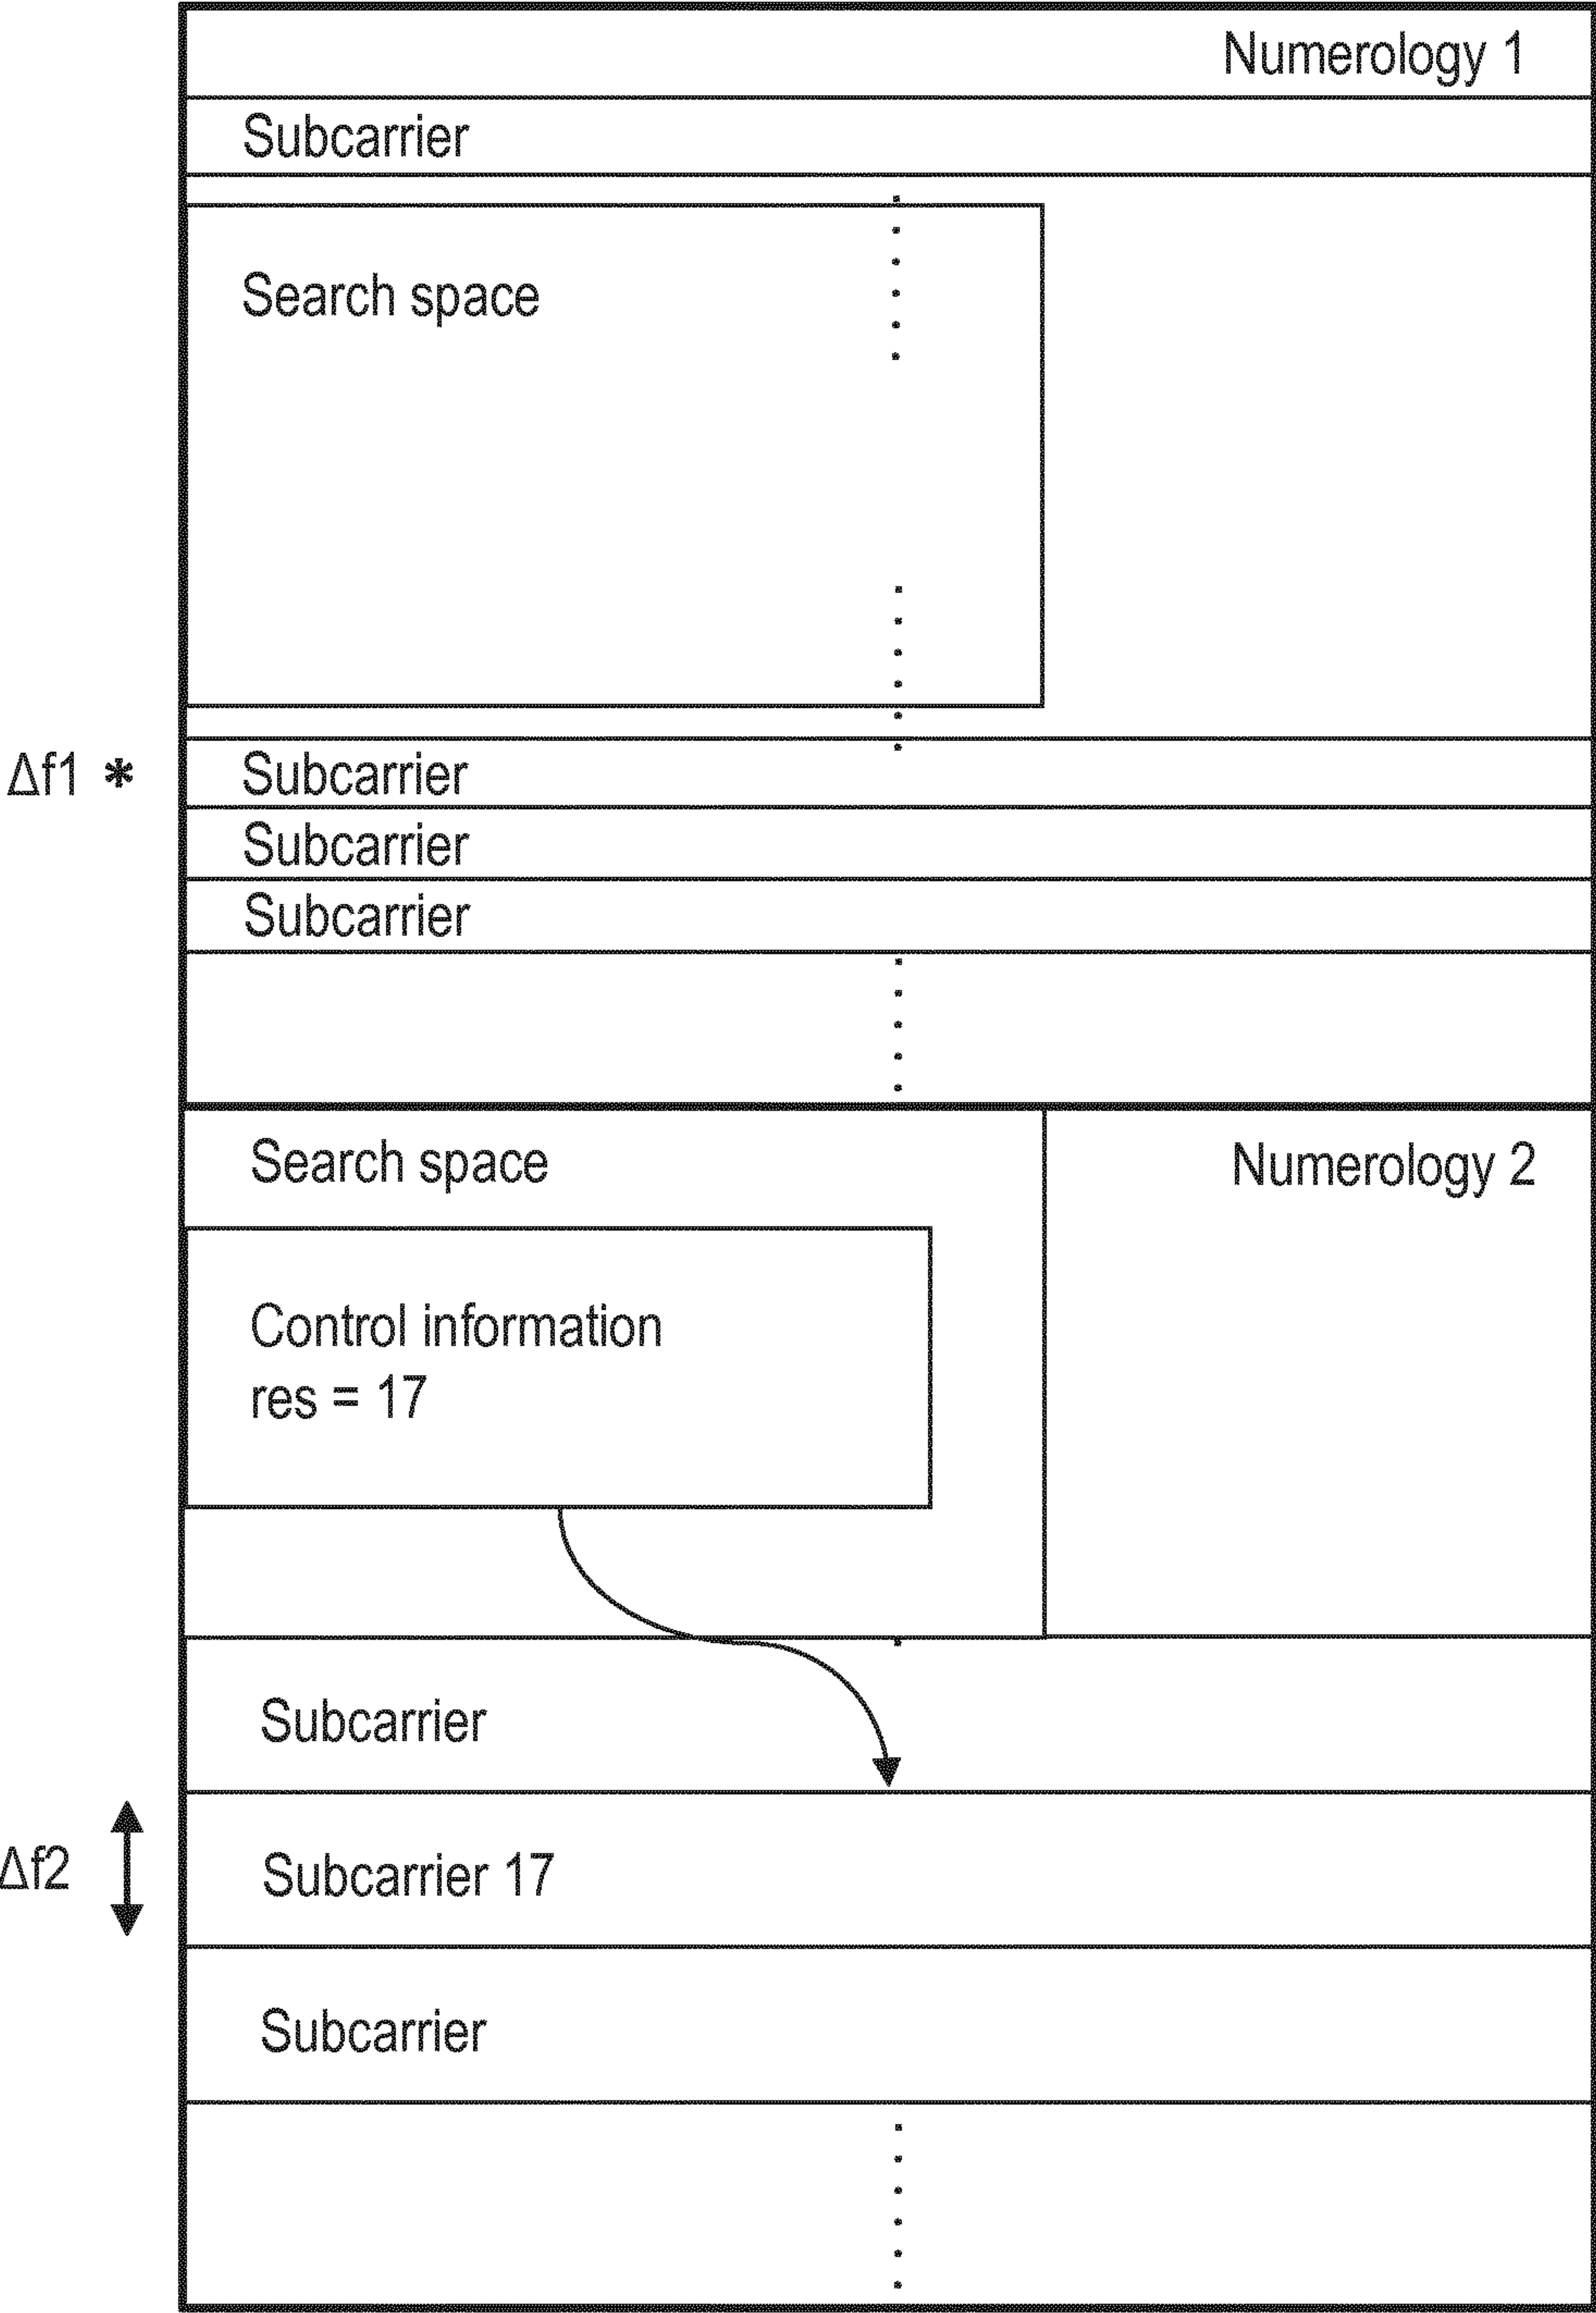 Numerology 1
Subcarrier
Search space
Δf1 *
Subcarrier
Subcarrier
Subcarrier
Search space
Numerology 2
Control information
res = 17
Subcarrier
Δf2
Subcarrier 17
Subcarrier